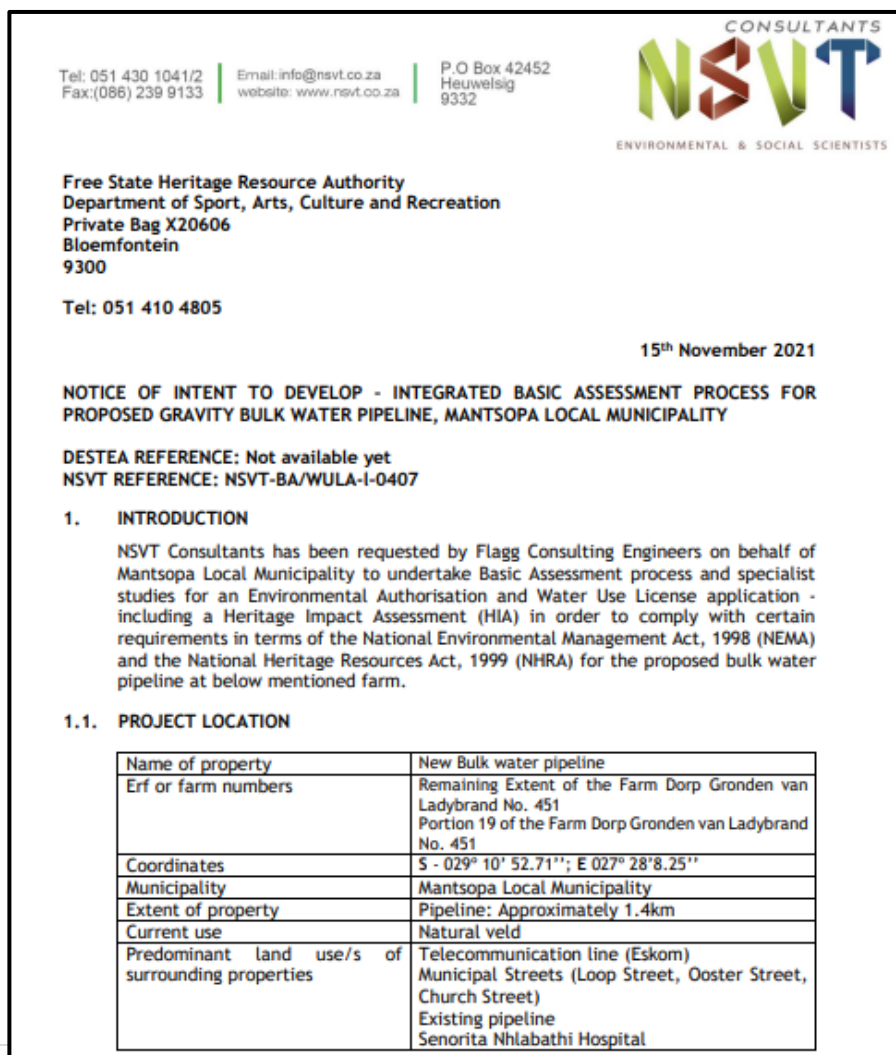 CONSULTANTS
NSVT
ENVIRONMENTAL & SOCIAL SCIENTISTS
Tel: 051 430 1041/2
Fax:(086) 239 9133
Email:info@nsvt.co.za
website: www.nsvt.co.za
P.O Box 42452
Heuwelsig
9332
Free State Heritage Resource Authority
Department of Sport, Arts, Culture and Recreation
Private Bag X20606
Bloemfontein
9300
Tel: 051 410 4805
15th November 2021
NOTICE OF INTENT TO DEVELOP - INTEGRATED BASIC ASSESSMENT PROCESS FOR
PROPOSED GRAVITY BULK WATER PIPELINE, MANTSOPA LOCAL MUNICIPALITY
DESTEA REFERENCE: Not available yet
NSVT REFERENCE: NSVT-BA/WULA-I-0407
1. INTRODUCTION
NSVT Consultants has been requested by Flagg Consulting Engineers on behalf of
Mantsopa Local Municipality to undertake Basic Assessment process and specialist
studies for an Environmental Authorisation and Water Use License application -
including a Heritage Impact Assessment (HIA) in order to comply with certain
requirements in terms of the National Environmental Management Act, 1998 (NEMA)
and the National Heritage Resources Act, 1999 (NHRA) for the proposed bulk water
pipeline at below mentioned farm.
1.1. PROJECT LOCATION
Name of property New Bulk water pipeline
Erf or farm numbers Remaining Extent of the Farm Dorp Gronden van
Ladybrand No. 451
Portion 19 of the Farm Dorp Gronden van Ladybrand
No. 451
Coordinates S - 029º 10' 52.71''; E 027º 28'8.25''
Municipality Mantsopa Local Municipality
Extent of property Pipeline: Approximately 1.4km
Current use Natural veld
Predominant land use/s of Telecommunication line (Eskom)
surrounding properties Municipal Streets (Loop Street, Ooster Street,
Church Street)
Existing pipeline
Senorita Nhlabathi Hospital